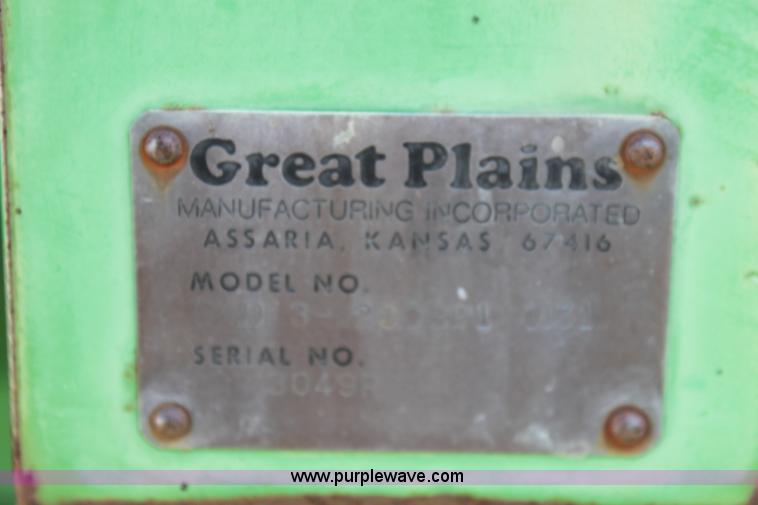 Great Plains
MANUFACTURING INCORPORATED
ASSARIA, KANSAS 67416
MODEL NO.
SERIAL NO.
www.purplewave.com